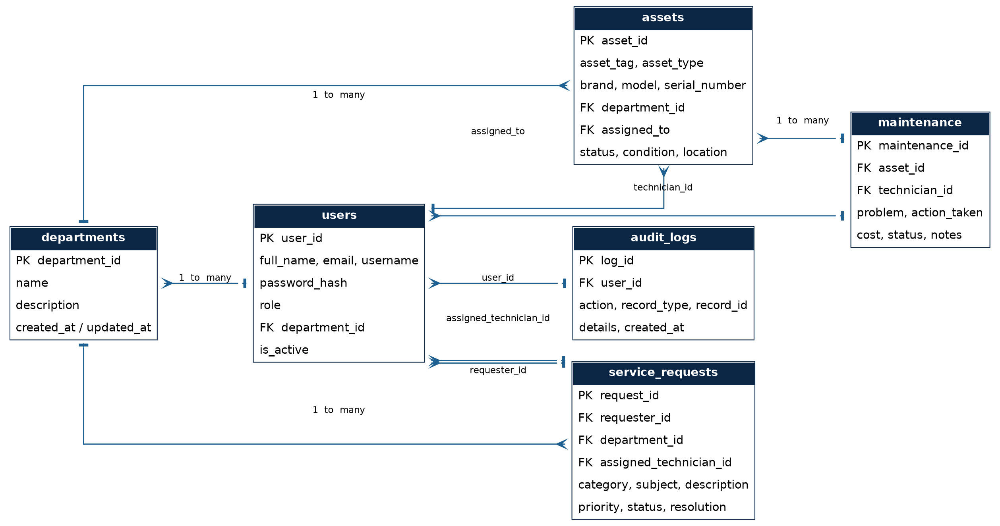 assets
PK  asset_id
asset_tag, asset_type
brand, model, serial_number
FK  department_id
FK  assigned_to
status, condition, location
1 to many
assigned_to
1 to many
maintenance
PK  maintenance_id
FK  asset_id
FK  technician_id
problem, action_taken
cost, status, notes
technician_id
departments
PK  department_id
name
description
created_at / updated_at
1 to many
users
PK  user_id
full_name, email, username
password_hash
role
FK  department_id
is_active
user_id
audit_logs
PK  log_id
FK  user_id
action, record_type, record_id
details, created_at
assigned_technician_id
requester_id
1 to many
service_requests
PK  request_id
FK  requester_id
FK  department_id
FK  assigned_technician_id
category, subject, description
priority, status, resolution